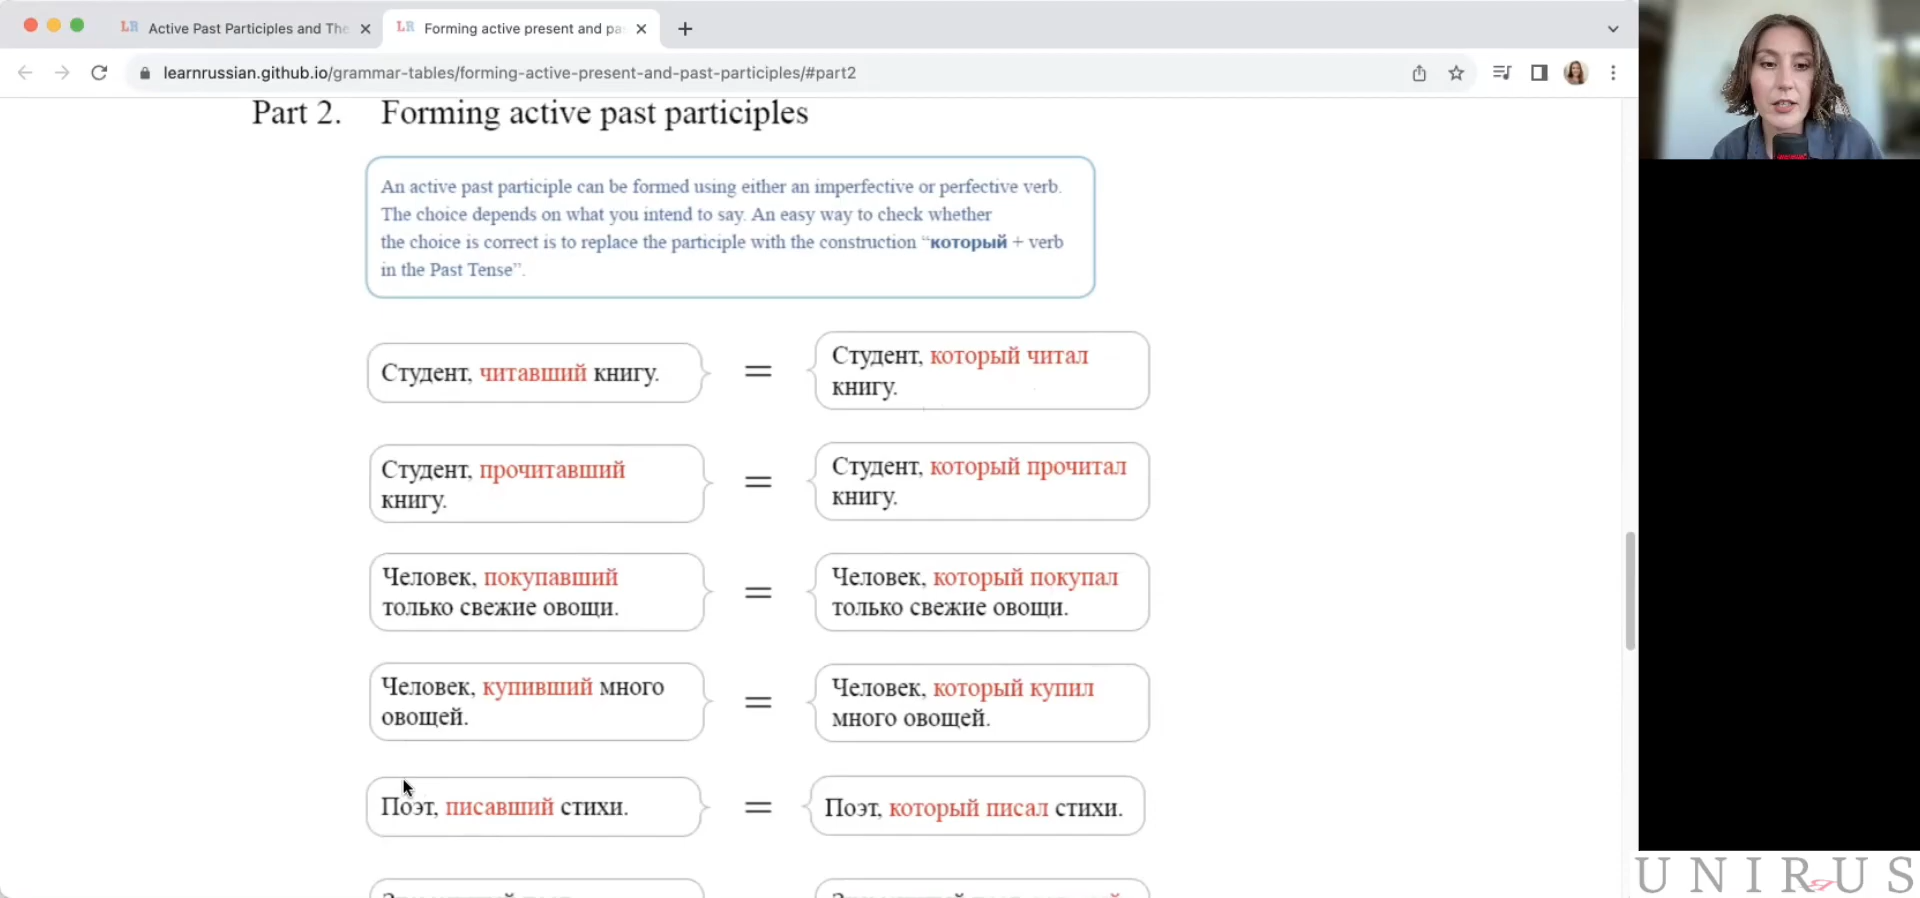 Active Past Participles and The
Forming active present and pa
learnrussian.github.io/grammar-tables/forming-active-present-and-past-participles/#part2
Part 2. Forming active past participles
An active past participle can be formed using either an imperfective or perfective verb.
The choice depends on what you intend to say. An easy way to check whether
the choice is correct is to replace the participle with the construction “который + verb
in the Past Tense”.
Студент, читавший книгу.
=
Студент, который читал
книгу.
Студент, прочитавший
книгу.
=
Студент, который прочитал
книгу.
Человек, покупавший
только свежие овощи.
=
Человек, который покупал
только свежие овощи.
Человек, купивший много
овощей.
=
Человек, который купил
много овощей.
Поэт, писавший стихи.
=
Поэт, который писал стихи.
UNIRUS